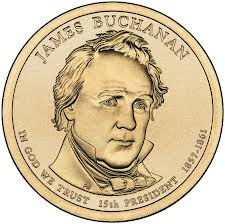 JAMES BUCHANAN
IN GOD WE TRUST 15th PRESIDENT 1857-1861